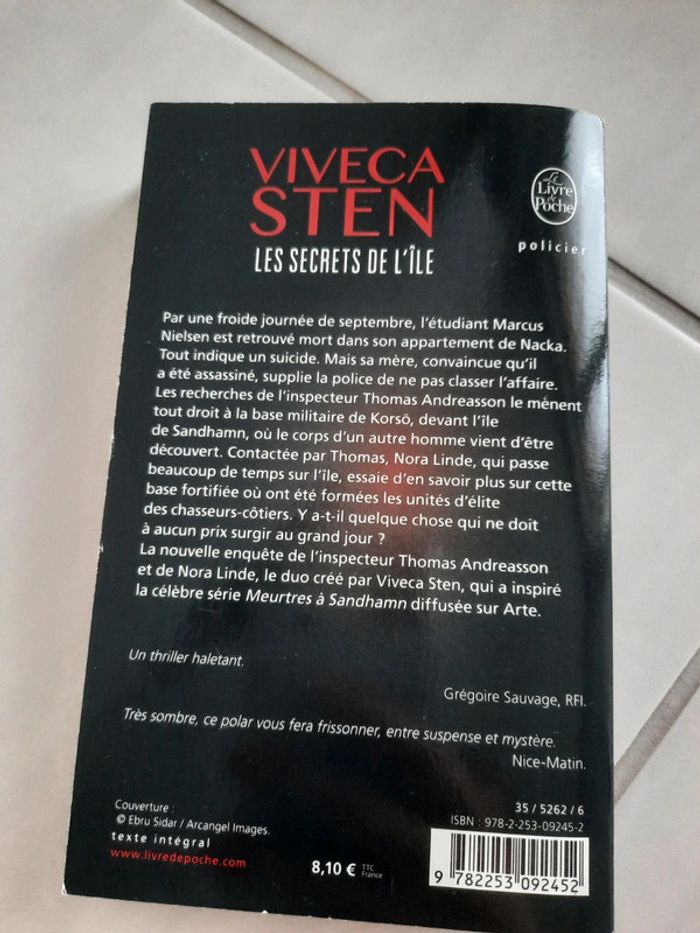 VIVECA
STEN
LES SECRETS DE L'ÎLE
Le
Livre
de
Poche
policier
Par une froide journée de septembre, l'étudiant Marcus
Nielsen est retrouvé mort dans son appartement de Nacka.
Tout indique un suicide. Mais sa mère, convaincue qu'il
a été assassiné, supplie la police de ne pas classer l'affaire.
Les recherches de l'inspecteur Thomas Andreasson le mènent
tout droit à la base militaire de Korsö, devant l'île
de Sandhamn, où le corps d'un autre homme vient d'être
découvert. Contactée par Thomas, Nora Linde, qui passe
beaucoup de temps sur l'île, essaie d'en savoir plus sur cette
base fortifiée où ont été formées les unités d'élite
des chasseurs-côtiers. Y a-t-il quelque chose qui ne doit
à aucun prix surgir au grand jour ?
La nouvelle enquête de l'inspecteur Thomas Andreasson
et de Nora Linde, le duo créé par Viveca Sten, qui a inspiré
la célèbre série Meurtres à Sandhamn diffusée sur Arte.
Un thriller haletant.
Grégoire Sauvage, RFI.
Très sombre, ce polar vous fera frissonner, entre suspense et mystère.
Nice-Matin.
Couverture :
© Ebru Sidar / Arcangel Images.
texte intégral
www.livredepoche.com
8,10 € TTC
France
35 / 5262 / 6
ISBN : 978-2-253-09245-2
9 782253 092452